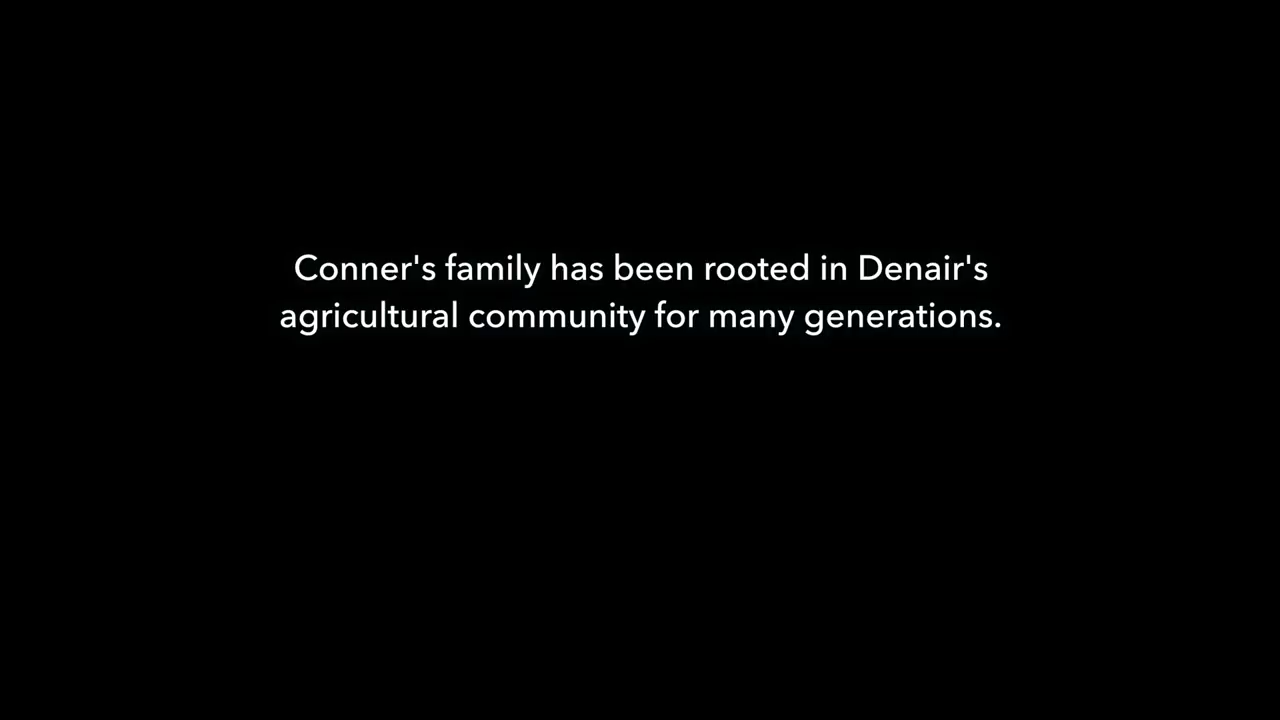 Conner's family has been rooted in Denair's
agricultural community for many generations.